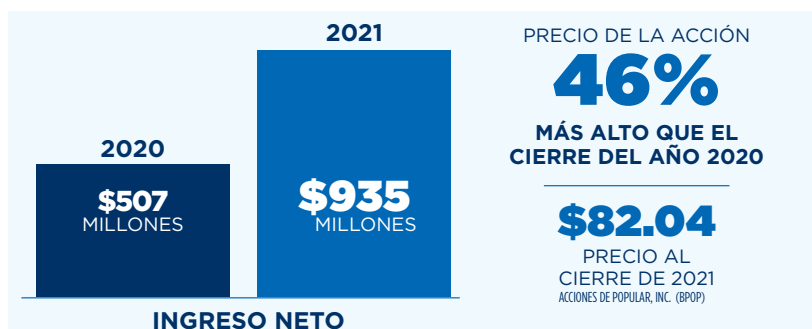 2020
$507
MILLONES
2021
$935
MILLONES
INGRESO NETO
PRECIO DE LA ACCIÓN
46%
MÁS ALTO QUE EL
CIERRE DEL AÑO 2020
$82.04
PRECIO AL
CIERRE DE 2021
ACCIONES DE POPULAR, INC. (BPOP)